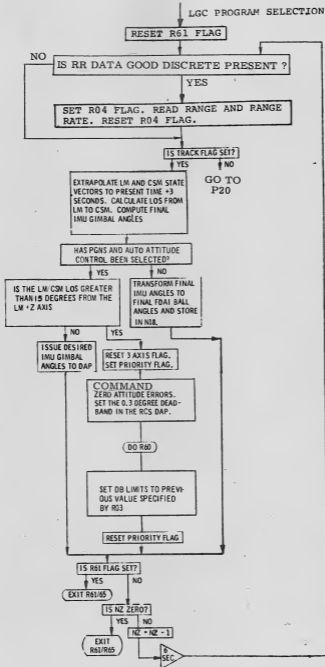 LGC PROGRAM SELECTION
RESET R61 FLAG
NO
IS RR DATA GOOD DISCRETE PRESENT ?
YES
SET R04 FLAG. READ RANGE AND RANGE
RATE. RESET R04 FLAG.
IS TRACK FLAG SET?
YES
NO
GO TO
P20
EXTRAPOLATE LM AND CSM STATE
VECTORS TO PRESENT TIME +3
SECONDS. CALCULATE LOS FROM
LM TO CSM. COMPUTE FINAL
IMU GIMBAL ANGLES
HAS PGNS AND AUTO ATTITUDE
CONTROL BEEN SELECTED?
YES
NO
IS THE LM/CSM LOS GREATER
THAN 15 DEGREES FROM THE
LM +Z AXIS
TRANSFORM FINAL
IMU ANGLES TO
FINAL FDAI BALL
ANGLES AND STORE
IN N18.
NO
YES
ISSUE DESIRED
IMU GIMBAL
ANGLES TO DAP
RESET 3 AXIS FLAG.
SET PRIORITY FLAG.
COMMAND
ZERO ATTITUDE ERRORS.
SET THE 0.3 DEGREE DEAD-
BAND IN THE RCS DAP.
DO R60
SET DB LIMITS TO PREVI-
OUS VALUE SPECIFIED
BY R03
RESET PRIORITY FLAG
IS R61 FLAG SET?
YES
NO
EXIT R61/65
IS NZ ZERO?
YES
NO
EXIT
R61/R65
NZ = NZ - 1
6
SEC